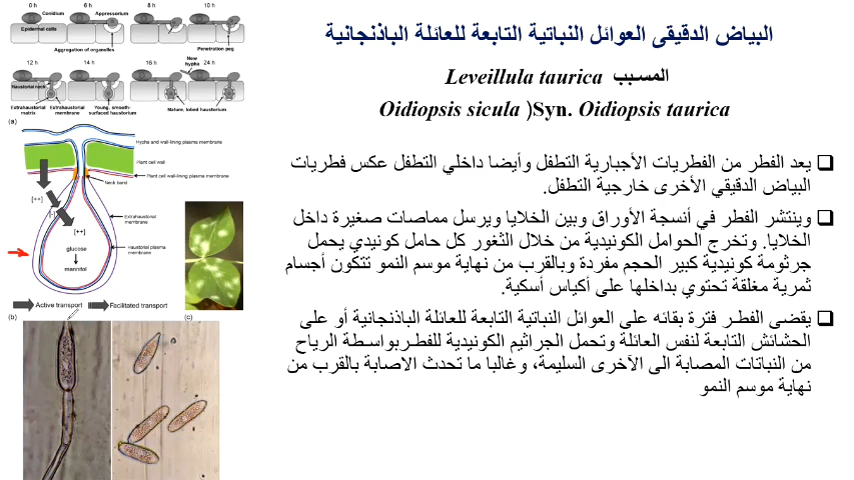 البياض الدقيقى العوائل النباتية التابعة للعائلة الباذنجانية
المسبب Leveillula taurica
Oidiopsis sicula )Syn. Oidiopsis taurica
يعد الفطر من الفطريات الأجبارية التطفل وأيضا داخلي التطفل عكس فطريات
البياض الدقيقي الأخرى خارجية التطفل.
وينتشر الفطر في أنسجة الأوراق وبين الخلايا ويرسل مماصات صغيرة داخل
الخلايا. وتخرج الحوامل الكونيدية من خلال الثغور كل حامل كونيدي يحمل
جرثومة كونيدية كبير الحجم مفردة وبالقرب من نهاية موسم النمو تتكون أجسام
ثمرية مغلقة تحتوي بداخلها على أكياس أسكية.
يقضى الفطر فترة بقائه على العوائل النباتية التابعة للعائلة الباذنجانية أو على
الحشائش التابعة لنفس العائلة وتحمل الجراثيم الكونيدية للفطربواسطة الرياح
من النباتات المصابة الى الآخرى السليمة، وغالبا ما تحدث الاصابة بالقرب من
نهاية موسم النمو
0 h 6 h 8 h 10 h
Conidium Appressorium
Epidermal cells
Aggregation of organelles Penetration peg
12 h 14 h 16 h New hypha 24 h
Haustorial neck
Extrahaustorial matrix Extrahaustorial membrane Young, smooth-surfaced haustorium Mature, lobed haustorium
(a)
Hypha and wall-lining plasma membrane
Plant cell wall
Plant cell wall-lining plasma membrane
Neck band
[++]
[-]
[++]
Extrahaustorial membrane
glucose
Haustorial plasma membrane
mannitol
Active transport Facilitated transport
(b) (c)